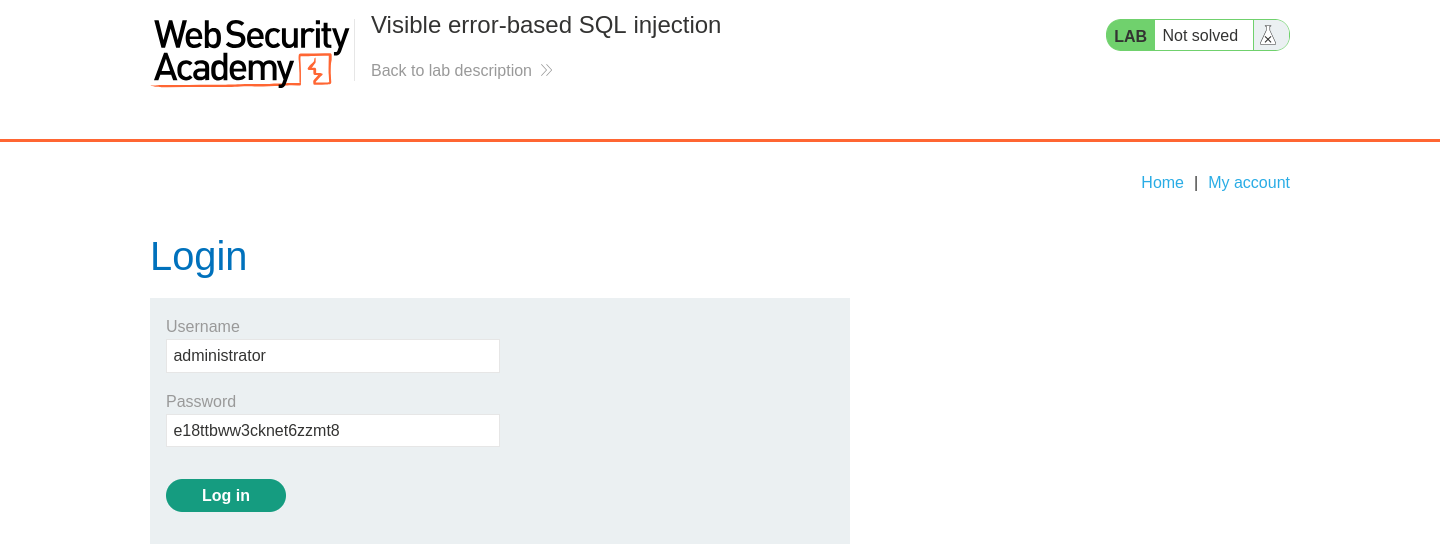 Web Security
Academy
Visible error-based SQL injection
Back to lab description
LAB Not solved
Home | My account
Login
Username
administrator
Password
e18ttbww3cknet6zzmt8
Log in